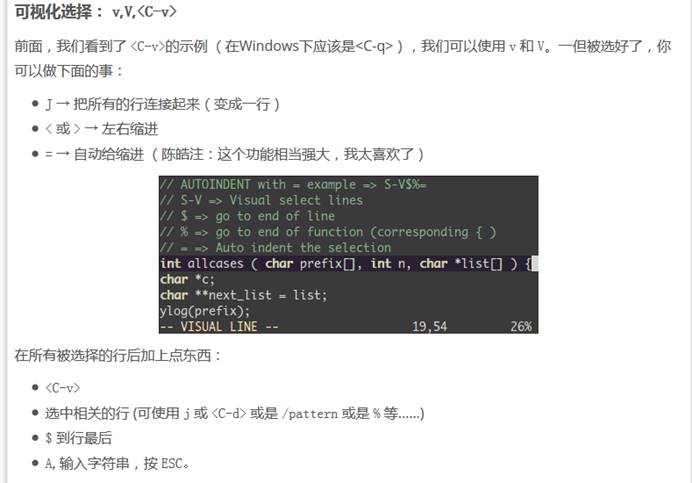 可视化选择： v,V,<C-v>
前面，我们看到了 <C-v>的示例 （在Windows下应该是<C-q>），我们可以使用 v 和 V。一但被选好了，你
可以做下面的事：
● J → 把所有的行连接起来（变成一行）
● < 或 > → 左右缩进
● = → 自动给缩进 （陈皓注：这个功能相当强大，我太喜欢了）
// AUTOINDENT with = example => S-V$%=
// S-V => Visual select lines
// $ => go to end of line
// % => go to end of function (corresponding { )
// = => Auto indent the selection
int allcases ( char prefix[], int n, char *list[] ) {
char *c;
char **next_list = list;
ylog(prefix);
-- VISUAL LINE -- 19,54 26%
在所有被选择的行后加上点东西：
● <C-v>
● 选中相关的行 (可使用 j 或 <C-d> 或是 /pattern 或是 % 等……)
● $ 到行最后
● A, 输入字符串，按 ESC。